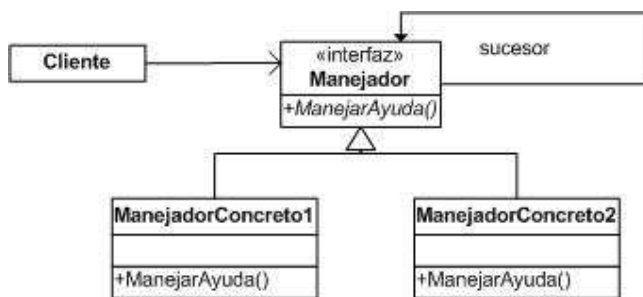 Cliente
«interfaz»
Manejador
+ManejarAyuda()
sucesor
ManejadorConcreto1
+ManejarAyuda()
ManejadorConcreto2
+ManejarAyuda()